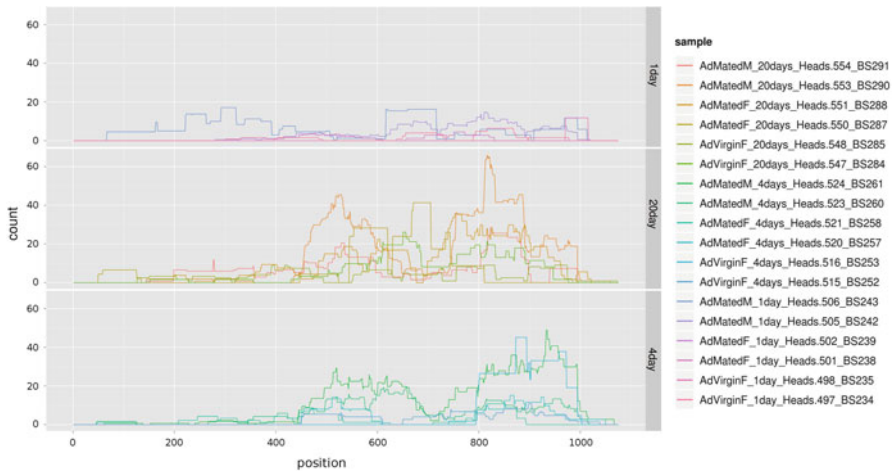 60
40
20
0
1day
60
40
20
0
20day
60
40
20
0
4day
count
0 200 400 600 800 1000
position
sample
AdMatedM_20days_Heads.554_BS291
AdMatedM_20days_Heads.553_BS290
AdMatedF_20days_Heads.551_BS288
AdMatedF_20days_Heads.550_BS287
AdVirginF_20days_Heads.548_BS285
AdVirginF_20days_Heads.547_BS284
AdMatedM_4days_Heads.524_BS261
AdMatedM_4days_Heads.523_BS260
AdMatedF_4days_Heads.521_BS258
AdMatedF_4days_Heads.520_BS257
AdVirginF_4days_Heads.516_BS253
AdVirginF_4days_Heads.515_BS252
AdMatedM_1day_Heads.506_BS243
AdMatedM_1day_Heads.505_BS242
AdMatedF_1day_Heads.502_BS239
AdMatedF_1day_Heads.501_BS238
AdVirginF_1day_Heads.498_BS235
AdVirginF_1day_Heads.497_BS234